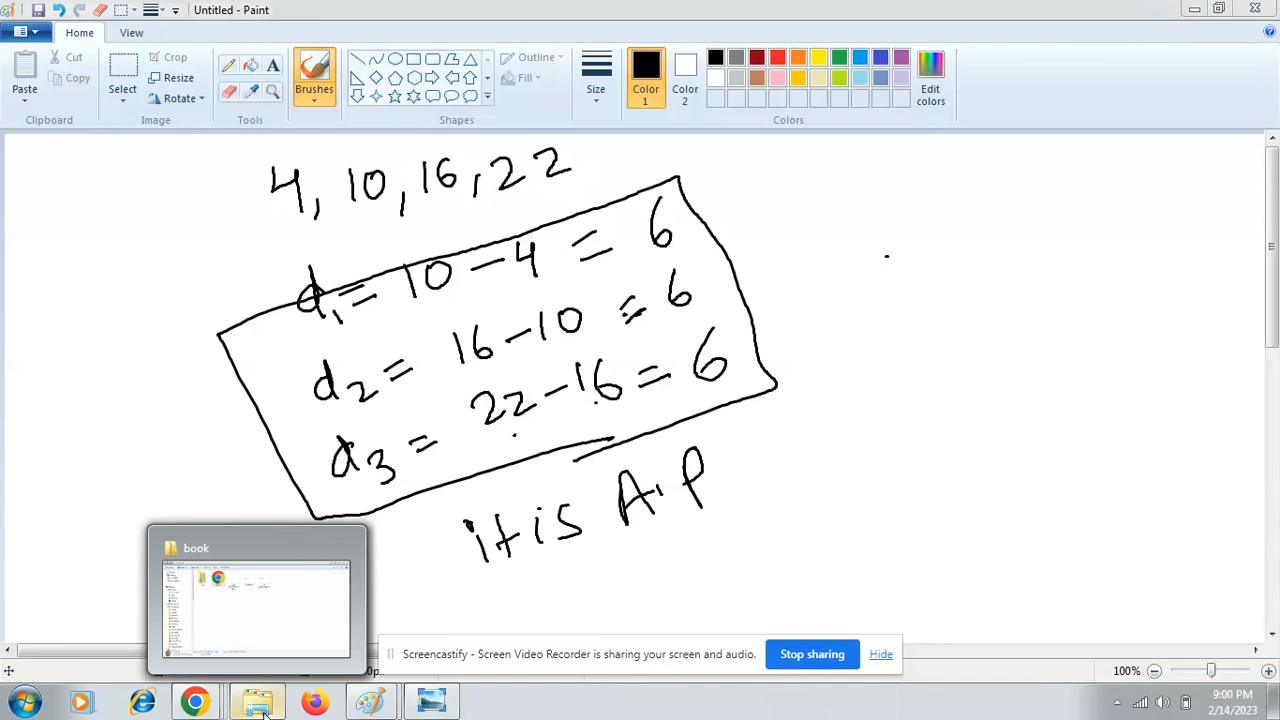 Untitled - Paint
Home
View
Paste
Cut
Copy
Clipboard
Select
Crop
Resize
Rotate
Image
Tools
Brushes
Shapes
Outline
Fill
Size
Color 1
Color 2
Edit colors
Colors
4, 10, 16, 22
d1 = 10 - 4 = 6
d2 = 16 - 10 = 6
d3 = 22 - 16 = 6
it is A.P
book
Screencastify - Screen Video Recorder is sharing your screen and audio.
Stop sharing
Hide
100%
9:00 PM
2/14/2023